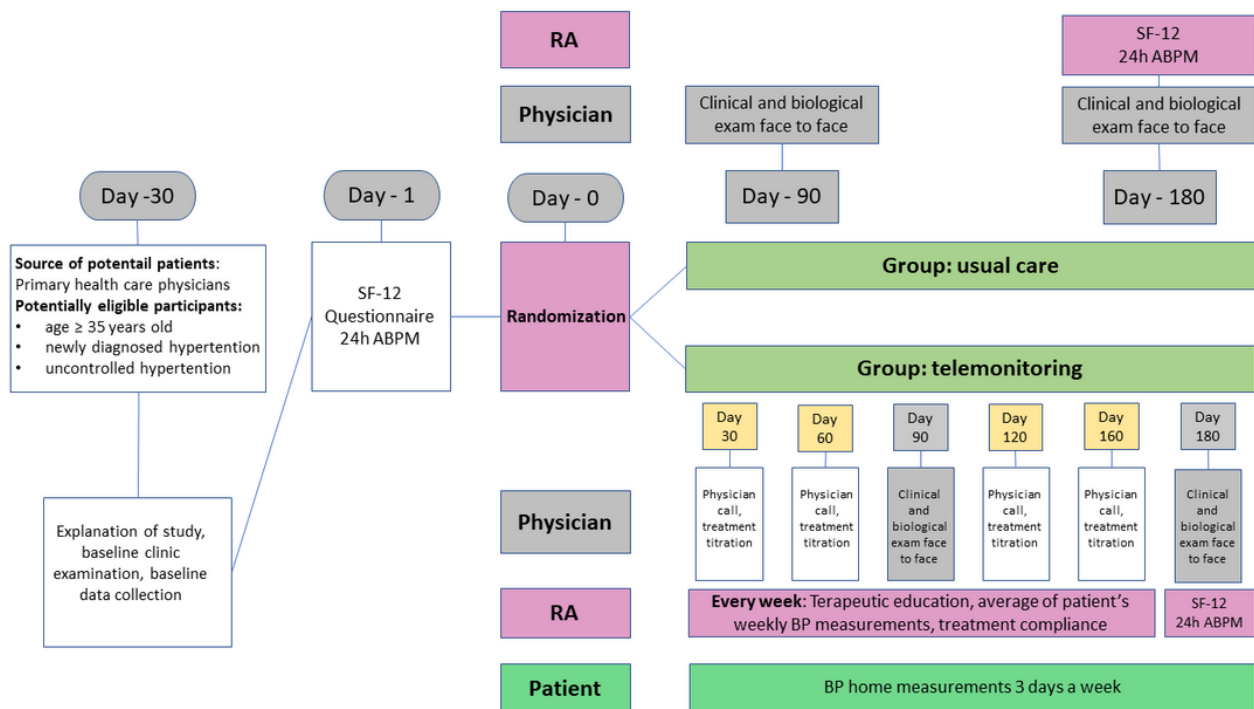 RA
SF-12
24h ABPM
Physician
Clinical and biological
exam face to face
Clinical and biological
exam face to face
Day -30
Day - 1
Day - 0
Day - 90
Day - 180
Source of potentail patients:
Primary health care physicians
Potentially eligible participants:
• age ≥ 35 years old
• newly diagnosed hypertention
• uncontrolled hypertention
SF-12
Questionnaire
24h ABPM
Randomization
Group: usual care
Group: telemonitoring
Explanation of study,
baseline clinic
examination, baseline
data collection
Day
30
Day
60
Day
90
Day
120
Day
160
Day
180
Physician
Physician
call,
treatment
titration
Physician
call,
treatment
titration
Clinical
and
biological
exam face
to face
Physician
call,
treatment
titration
Physician
call,
treatment
titration
Clinical
and
biological
exam face
to face
RA
Every week: Terapeutic education, average of patient's
weekly BP measurements, treatment compliance
SF-12
24h ABPM
Patient
BP home measurements 3 days a week